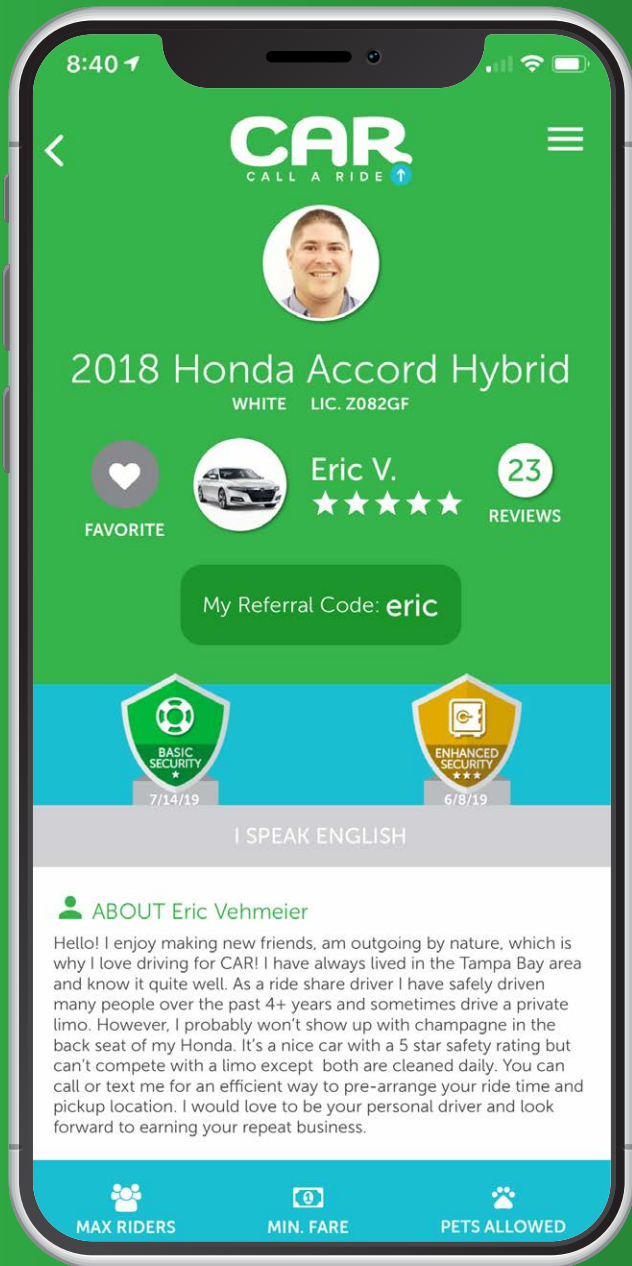 8:40
CAR
CALL A RIDE
2018 Honda Accord Hybrid
WHITE LIC. Z082GF
Eric V.
FAVORITE
23
REVIEWS
My Referral Code: eric
BASIC
SECURITY
7/14/19
ENHANCED
SECURITY
6/8/19
I SPEAK ENGLISH
ABOUT Eric Vehmeier
Hello! I enjoy making new friends, am outgoing by nature, which is
why I love driving for CAR! I have always lived in the Tampa Bay area
and know it quite well. As a ride share driver I have safely driven
many people over the past 4+ years and sometimes drive a private
limo. However, I probably won't show up with champagne in the
back seat of my Honda. It's a nice car with a 5 star safety rating but
can't compete with a limo except both are cleaned daily. You can
call or text me for an efficient way to pre-arrange your ride time and
pickup location. I would love to be your personal driver and look
forward to earning your repeat business.
MAX RIDERS
MIN. FARE
PETS ALLOWED